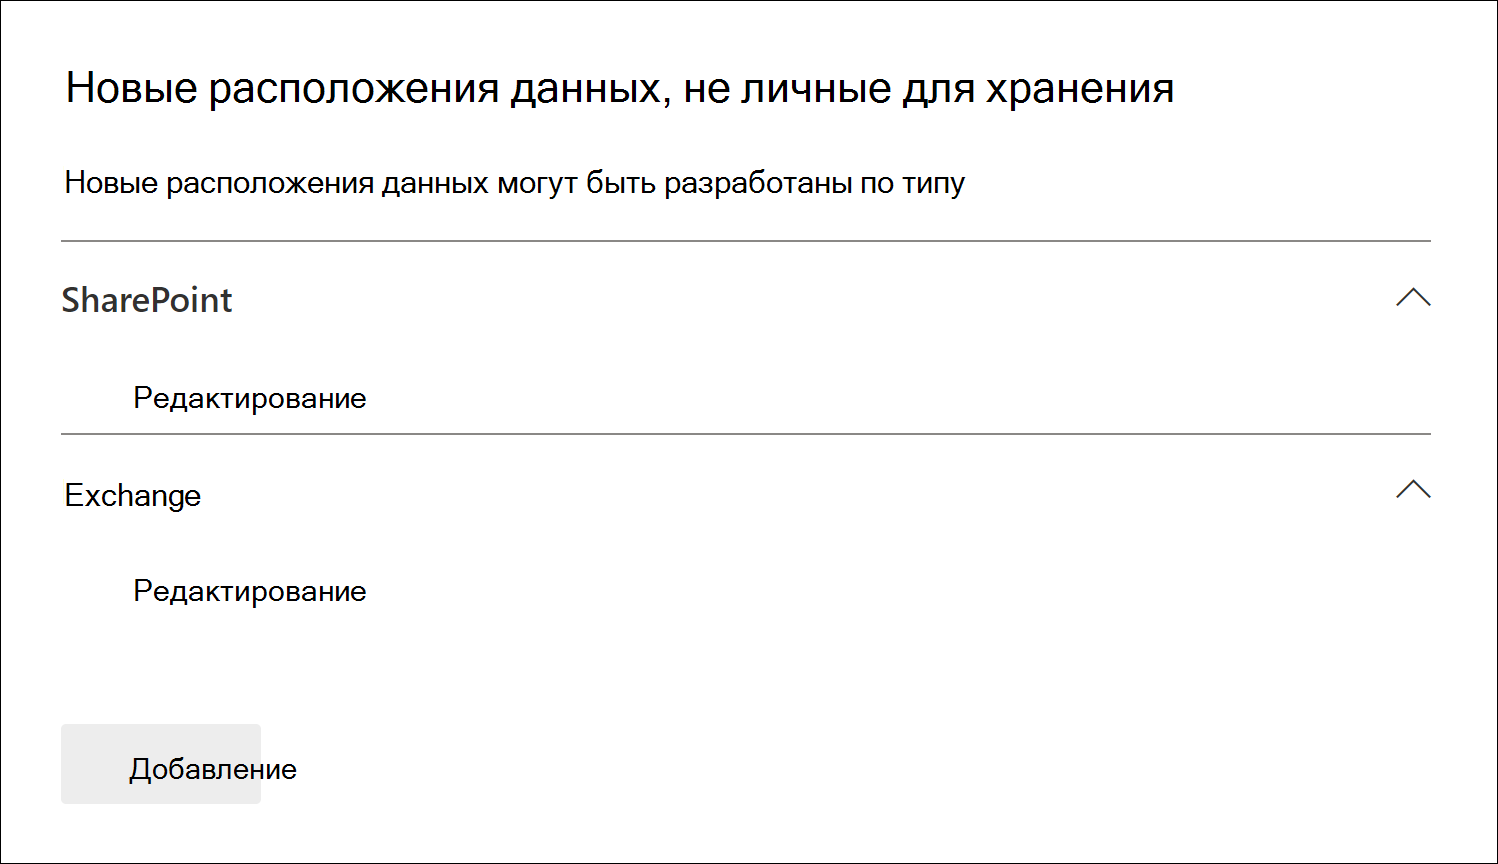 Новые расположения данных, не личные для хранения
Новые расположения данных могут быть разработаны по типу
SharePoint
Редактирование
Exchange
Редактирование
Добавление